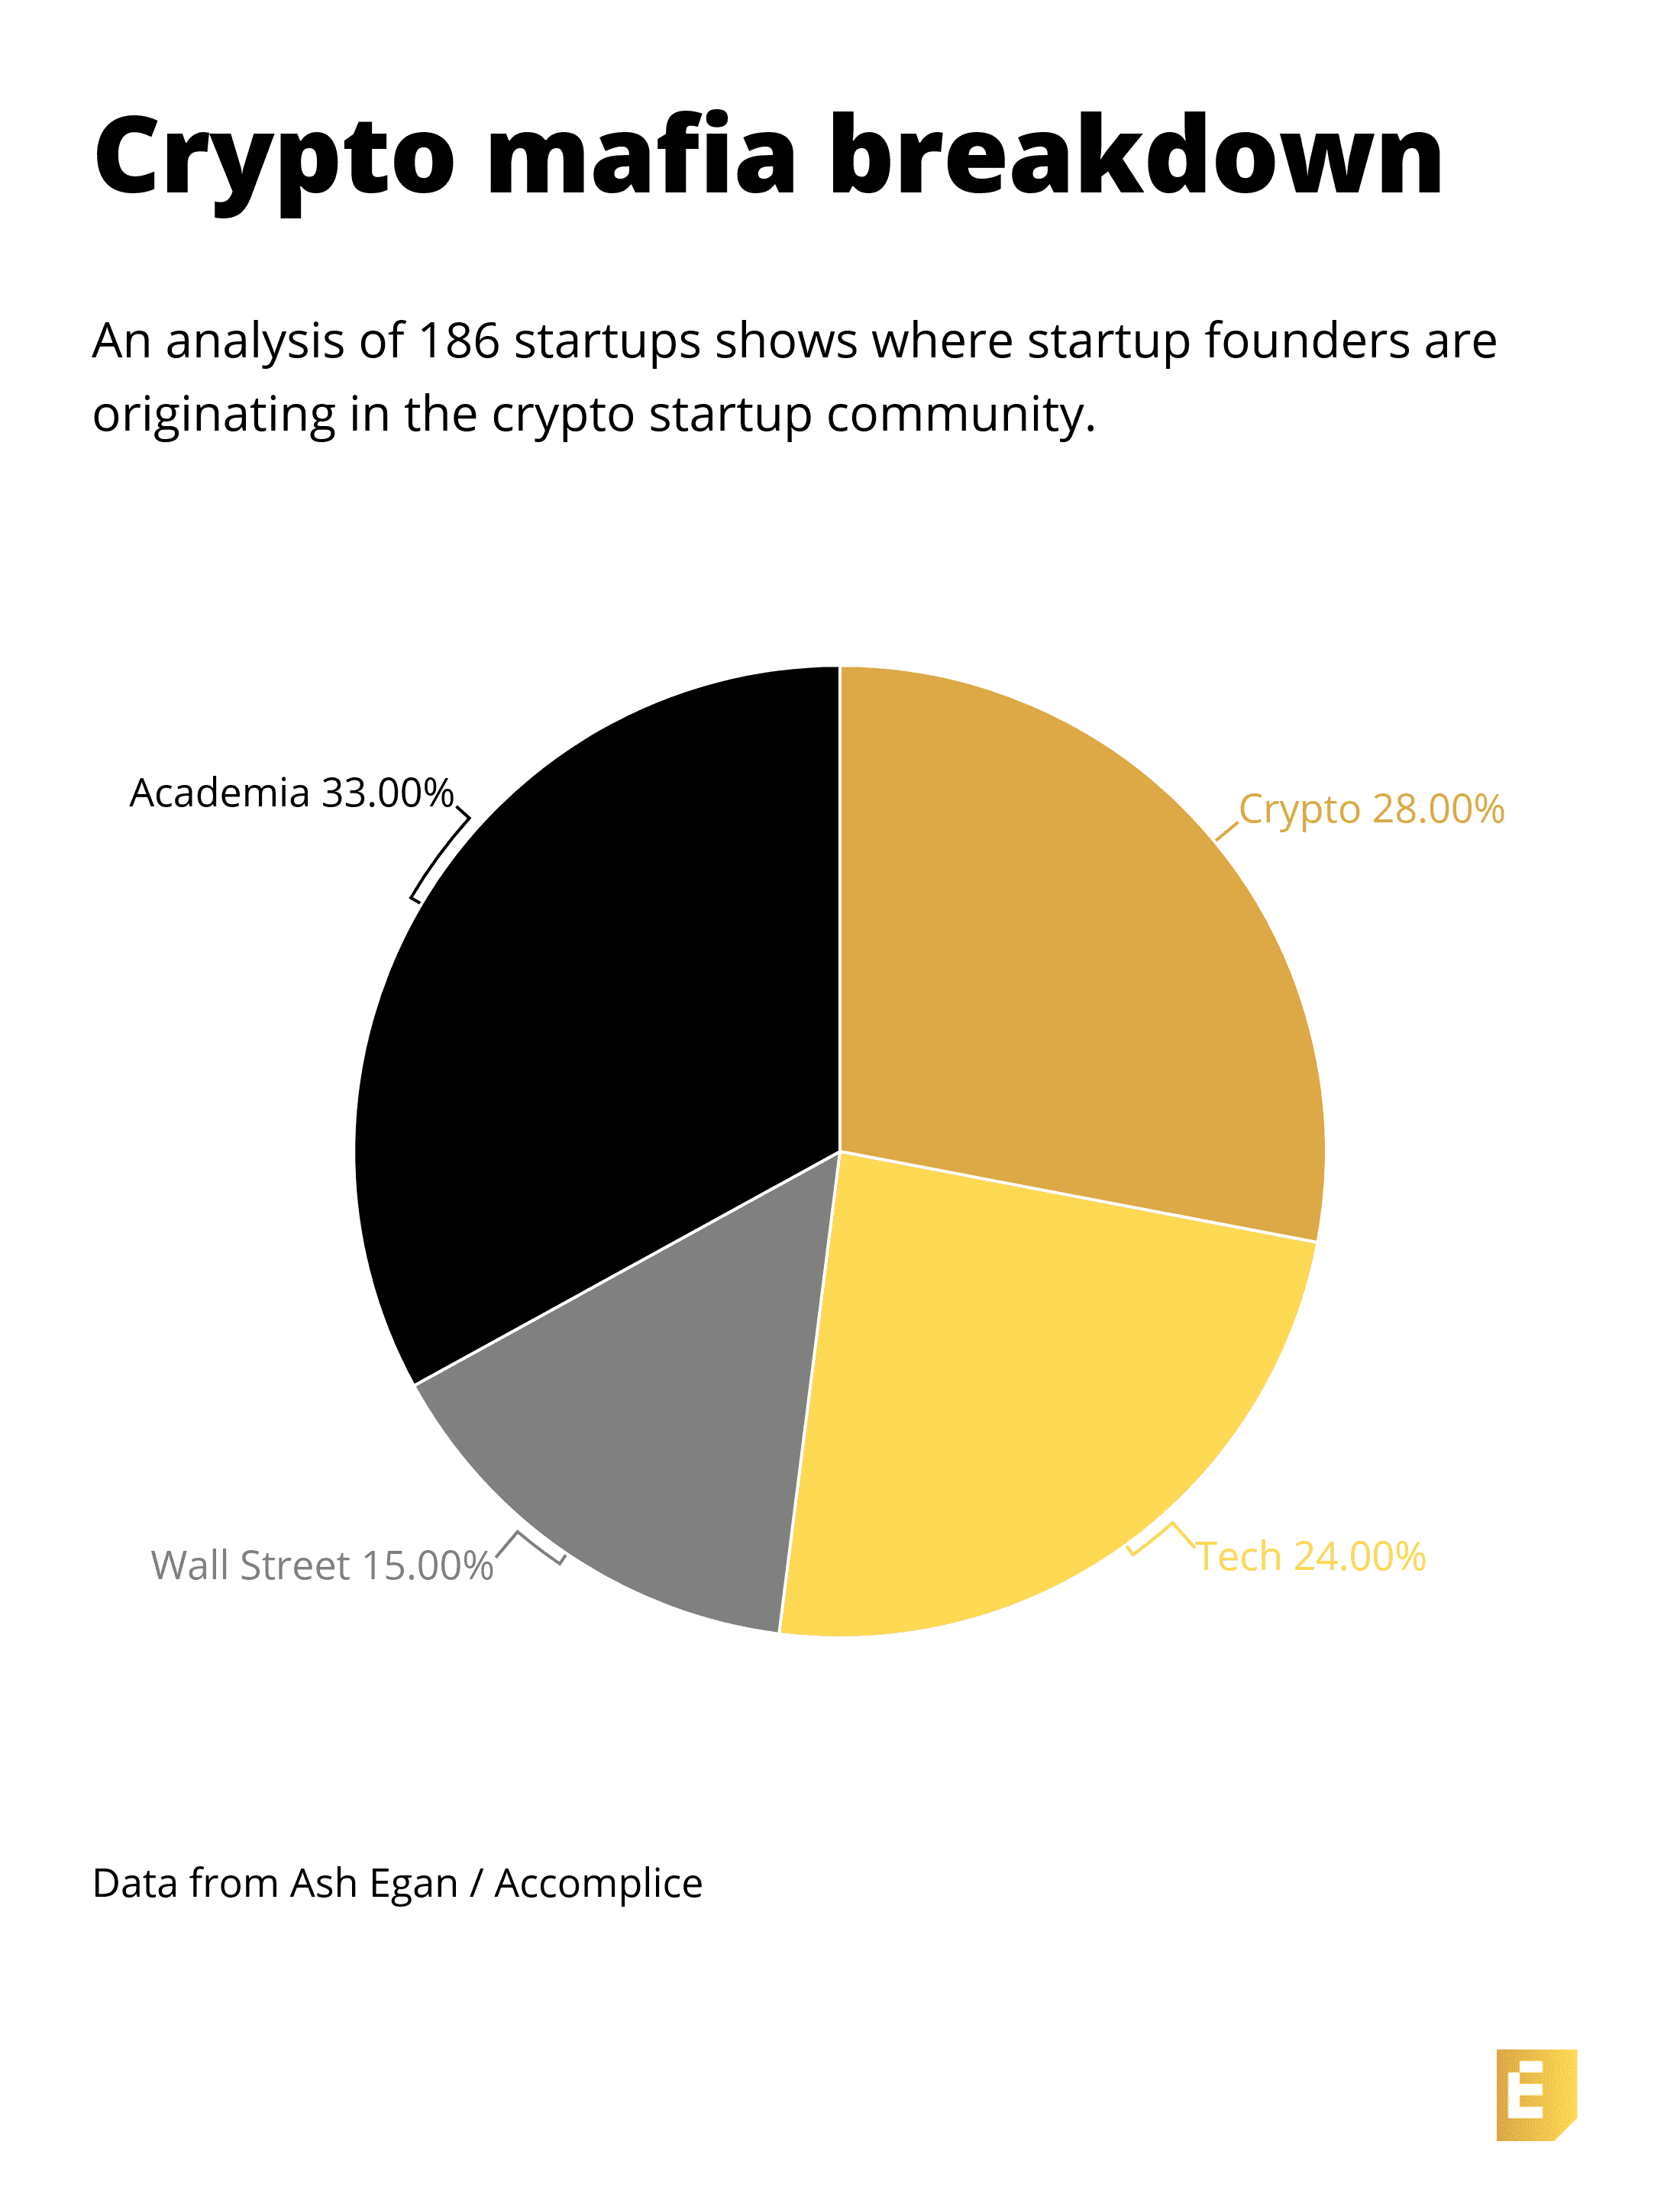 Crypto mafia breakdown
An analysis of 186 startups shows where startup founders are
originating in the crypto startup community.
Academia 33.00%
Crypto 28.00%
Wall Street 15.00%
Tech 24.00%
Data from Ash Egan / Accomplice
E